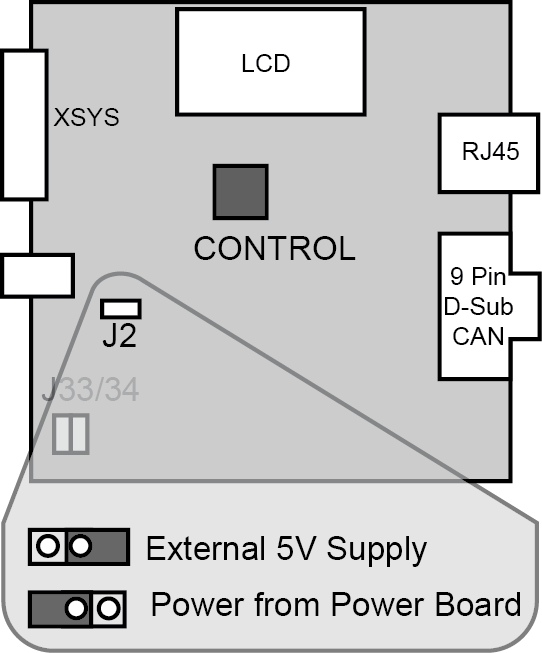 LCD
XSYS
RJ45
CONTROL
9 Pin
D-Sub
CAN
J2
J33/34
External 5V Supply
Power from Power Board